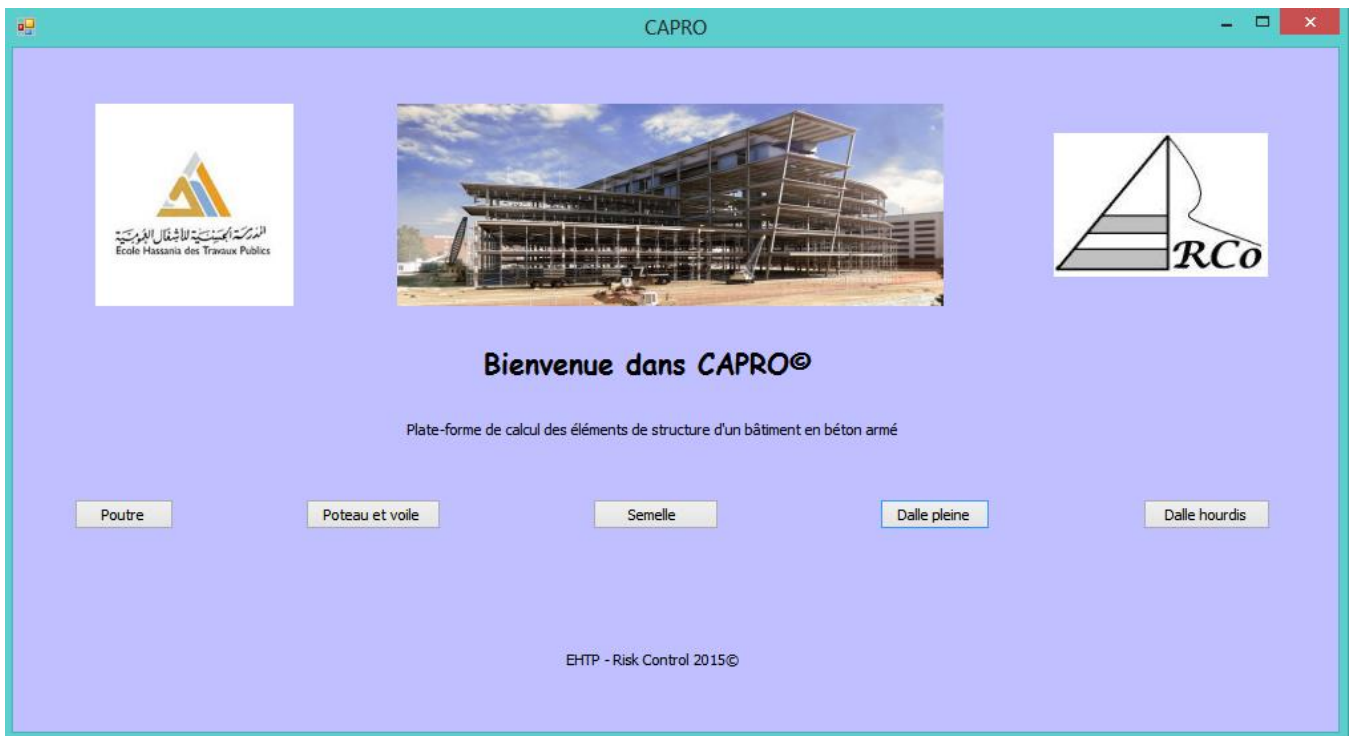 CAPRO
المدرسة الحسنية للأشغال العمومية
Ecole Hassania des Travaux Publics
RCo
Bienvenue dans CAPRO©
Plate-forme de calcul des éléments de structure d'un bâtiment en béton armé
Poutre
Poteau et voile
Semelle
Dalle pleine
Dalle hourdis
EHTP - Risk Control 2015©